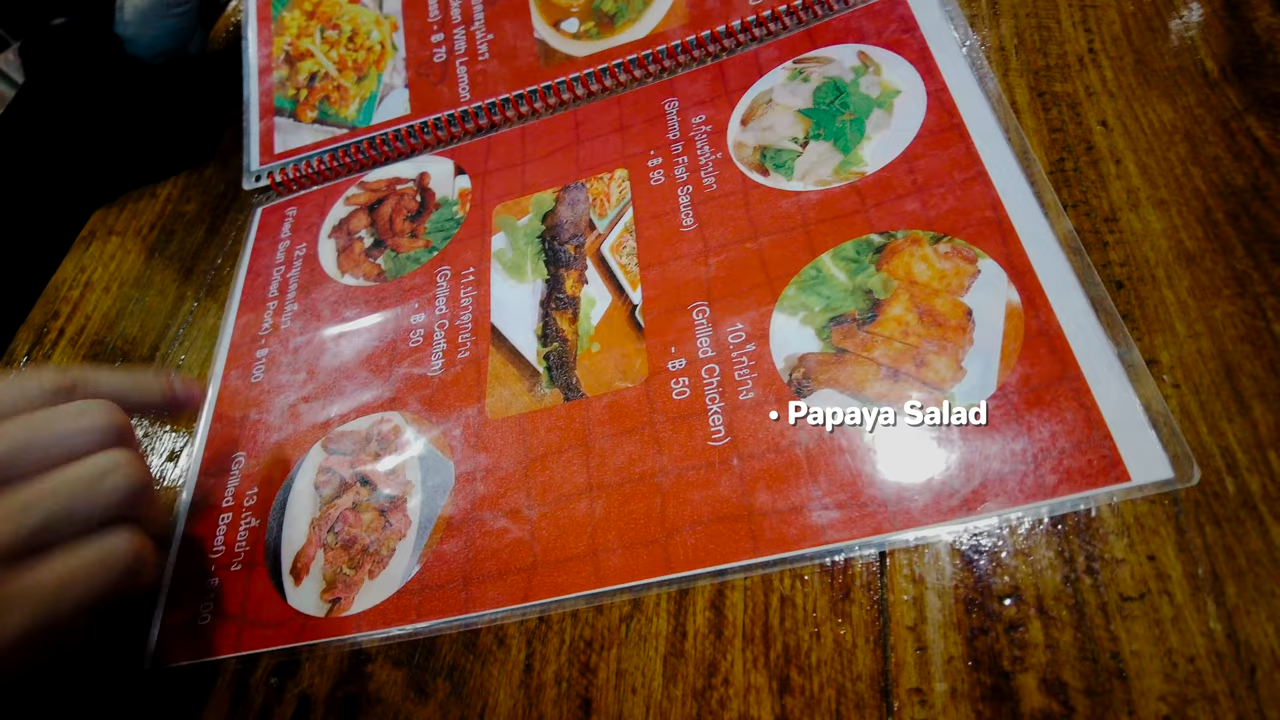 ken With Lemon
- ฿ 70
9.กุ้งแช่น้ำปลา
(Shrimp In Fish Sauce)
- ฿ 90
10.ไก่ย่าง
(Grilled Chicken)
- ฿ 50
11.ปลาดุกย่าง
(Grilled Catfish)
- ฿ 50
12.หมูแดดเดียว
(Fried Sun Dried Pork) - ฿100
13.เนื้อย่าง
(Grilled Beef) - ฿ 100
• Papaya Salad